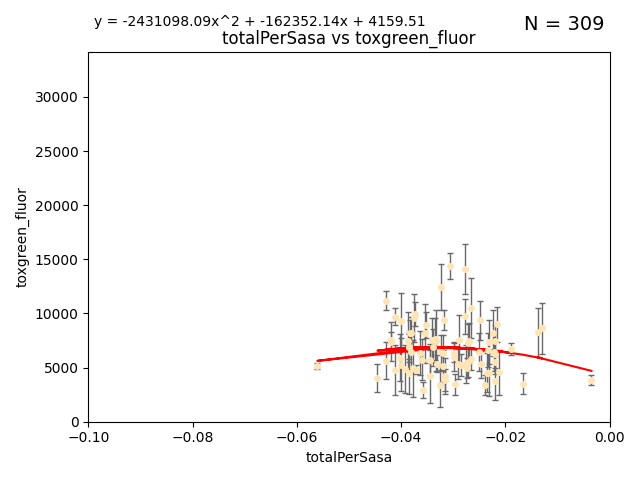 y = -2431098.09x^2 + -162352.14x + 4159.51
N = 309
totalPerSasa vs toxgreen_fluor
30000
25000
20000
15000
10000
5000
0
toxgreen_fluor
−0.10
−0.08
−0.06
−0.04
−0.02
0.00
totalPerSasa